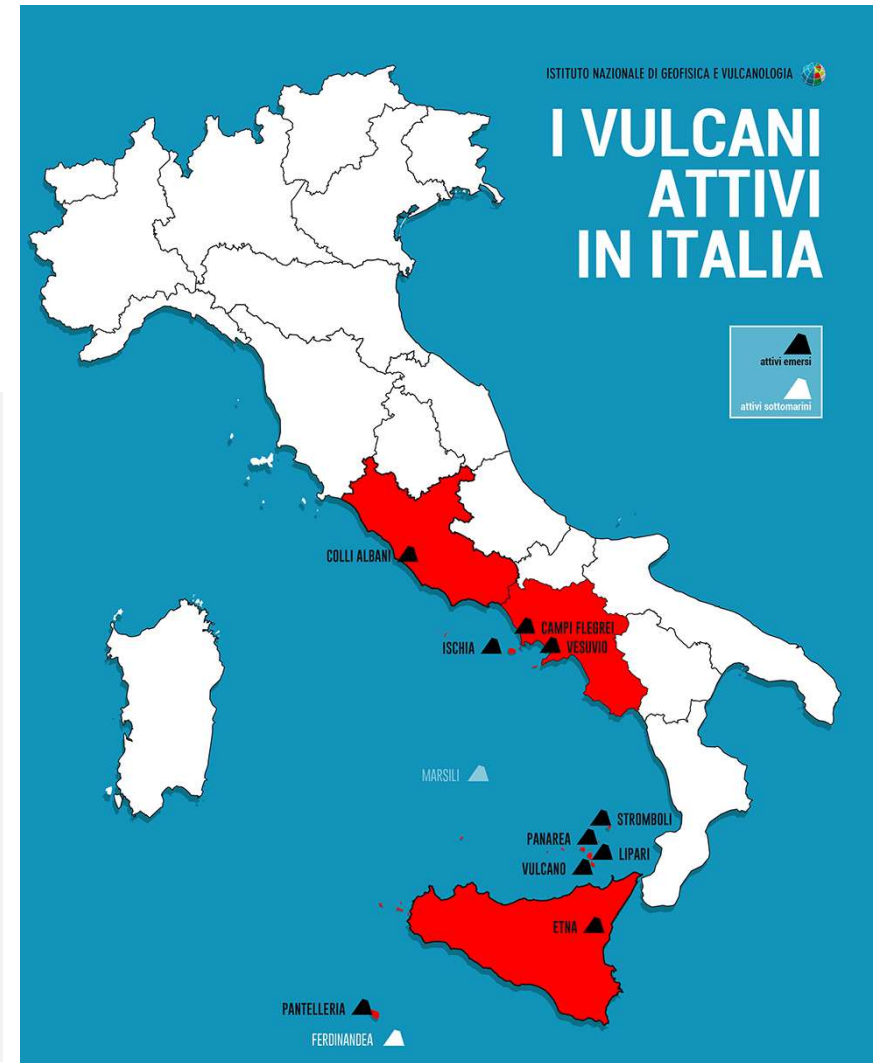 ISTITUTO NAZIONALE DI GEOFISICA E VULCANOLOGIA
I VULCANI
ATTIVI
IN ITALIA
attivi emersi
attivi sottomarini
COLLI ALBANI
CAMPI FLEGREI
ISCHIA
VESUVIO
MARSILI
STROMBOLI
PANAREA
LIPARI
VULCANO
ETNA
PANTELLERIA
FERDINANDEA